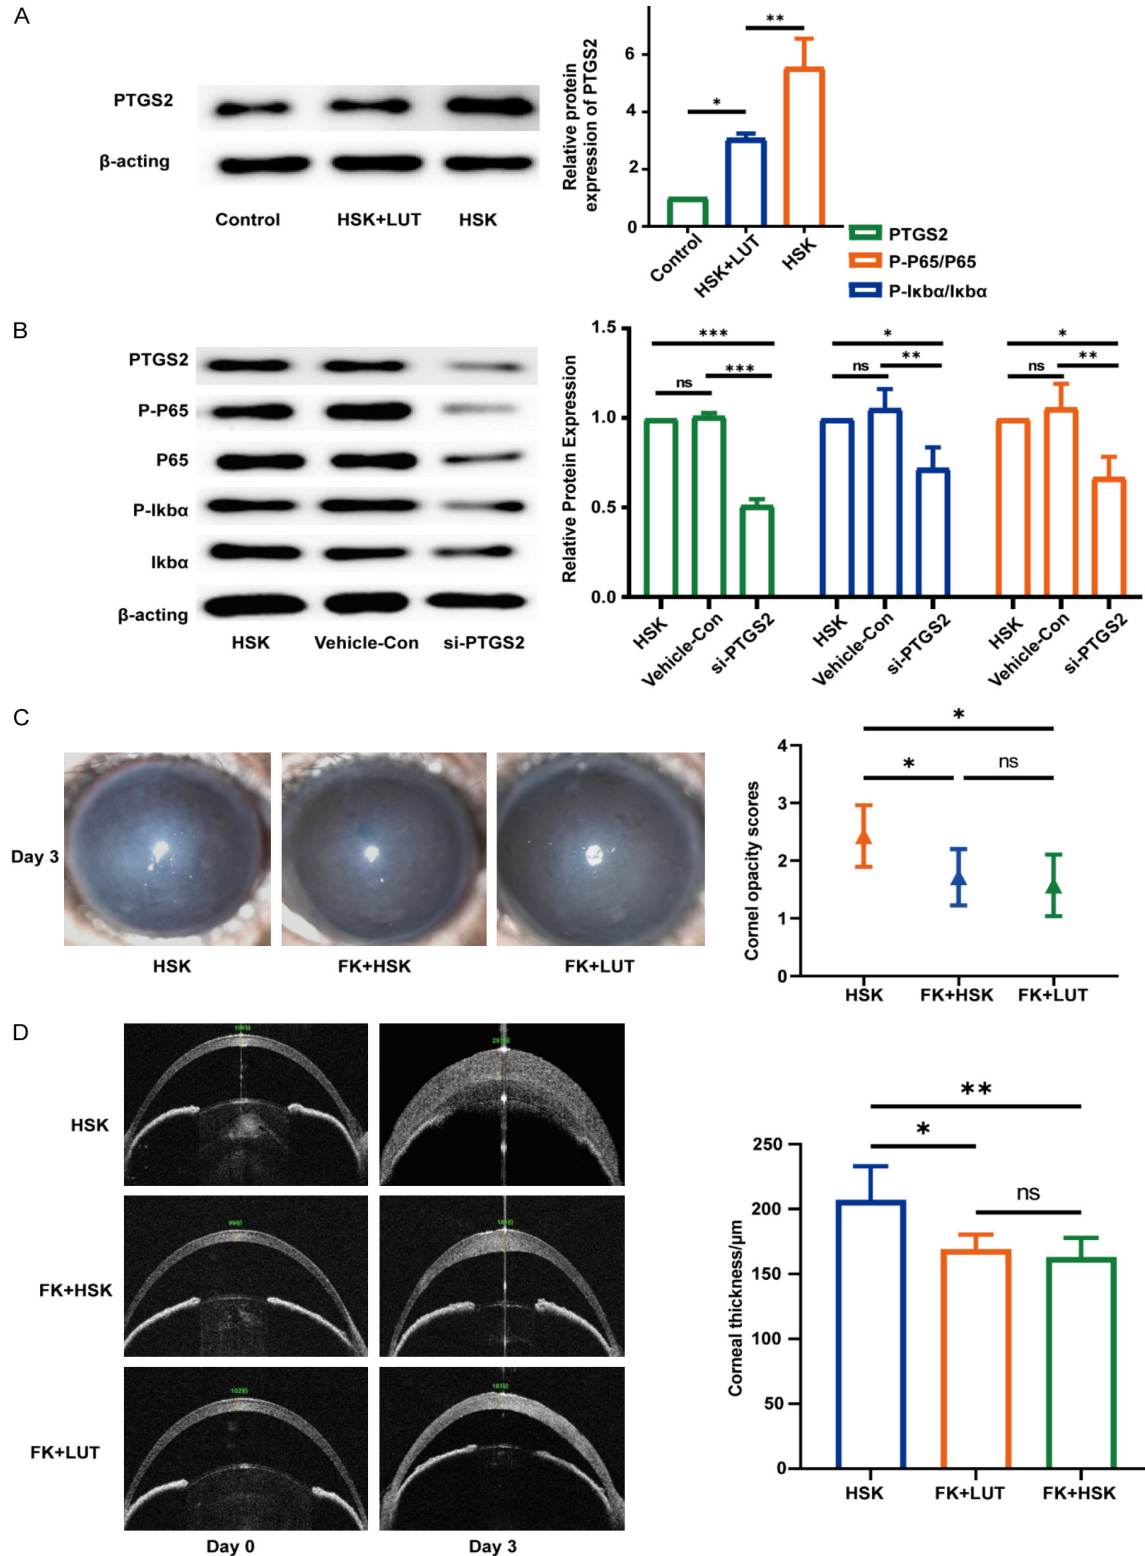 A
PTGS2
β-acting
Control HSK+LUT HSK
Relative protein
expression of PTGS2
6
4
2
0
*
**
Control
HSK+LUT
HSK
PTGS2
P-P65/P65
P-Iκbα/Iκbα
B
PTGS2
P-P65
P65
P-Ikbα
Ikbα
β-acting
HSK Vehicle-Con si-PTGS2
Relative Protein Expression
1.5
1.0
0.5
0.0
*** * *
*** ** **
ns ns ns
HSK Vehicle-Con si-PTGS2 HSK Vehicle-Con si-PTGS2 HSK Vehicle-Con si-PTGS2
C
Day 3
HSK FK+HSK FK+LUT
Cornel opacity scores
4
3
2
1
0
*
* ns
HSK FK+HSK FK+LUT
D
HSK
FK+HSK
FK+LUT
Day 0 Day 3
Corneal thickness/μm
250
200
150
100
50
0
**
*
ns
HSK FK+LUT FK+HSK